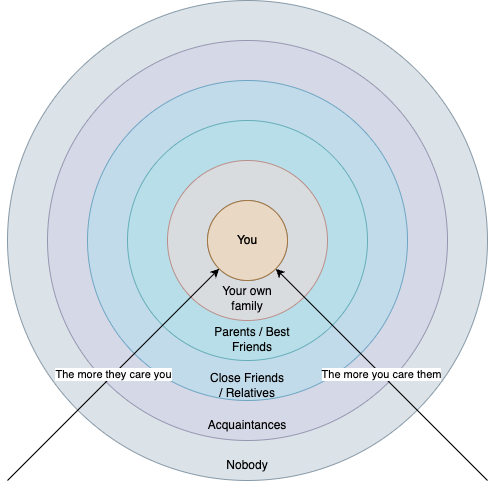 You
Your own
family
Parents / Best
Friends
The more they care you
The more you care them
Close Friends
/ Relatives
Acquaintances
Nobody